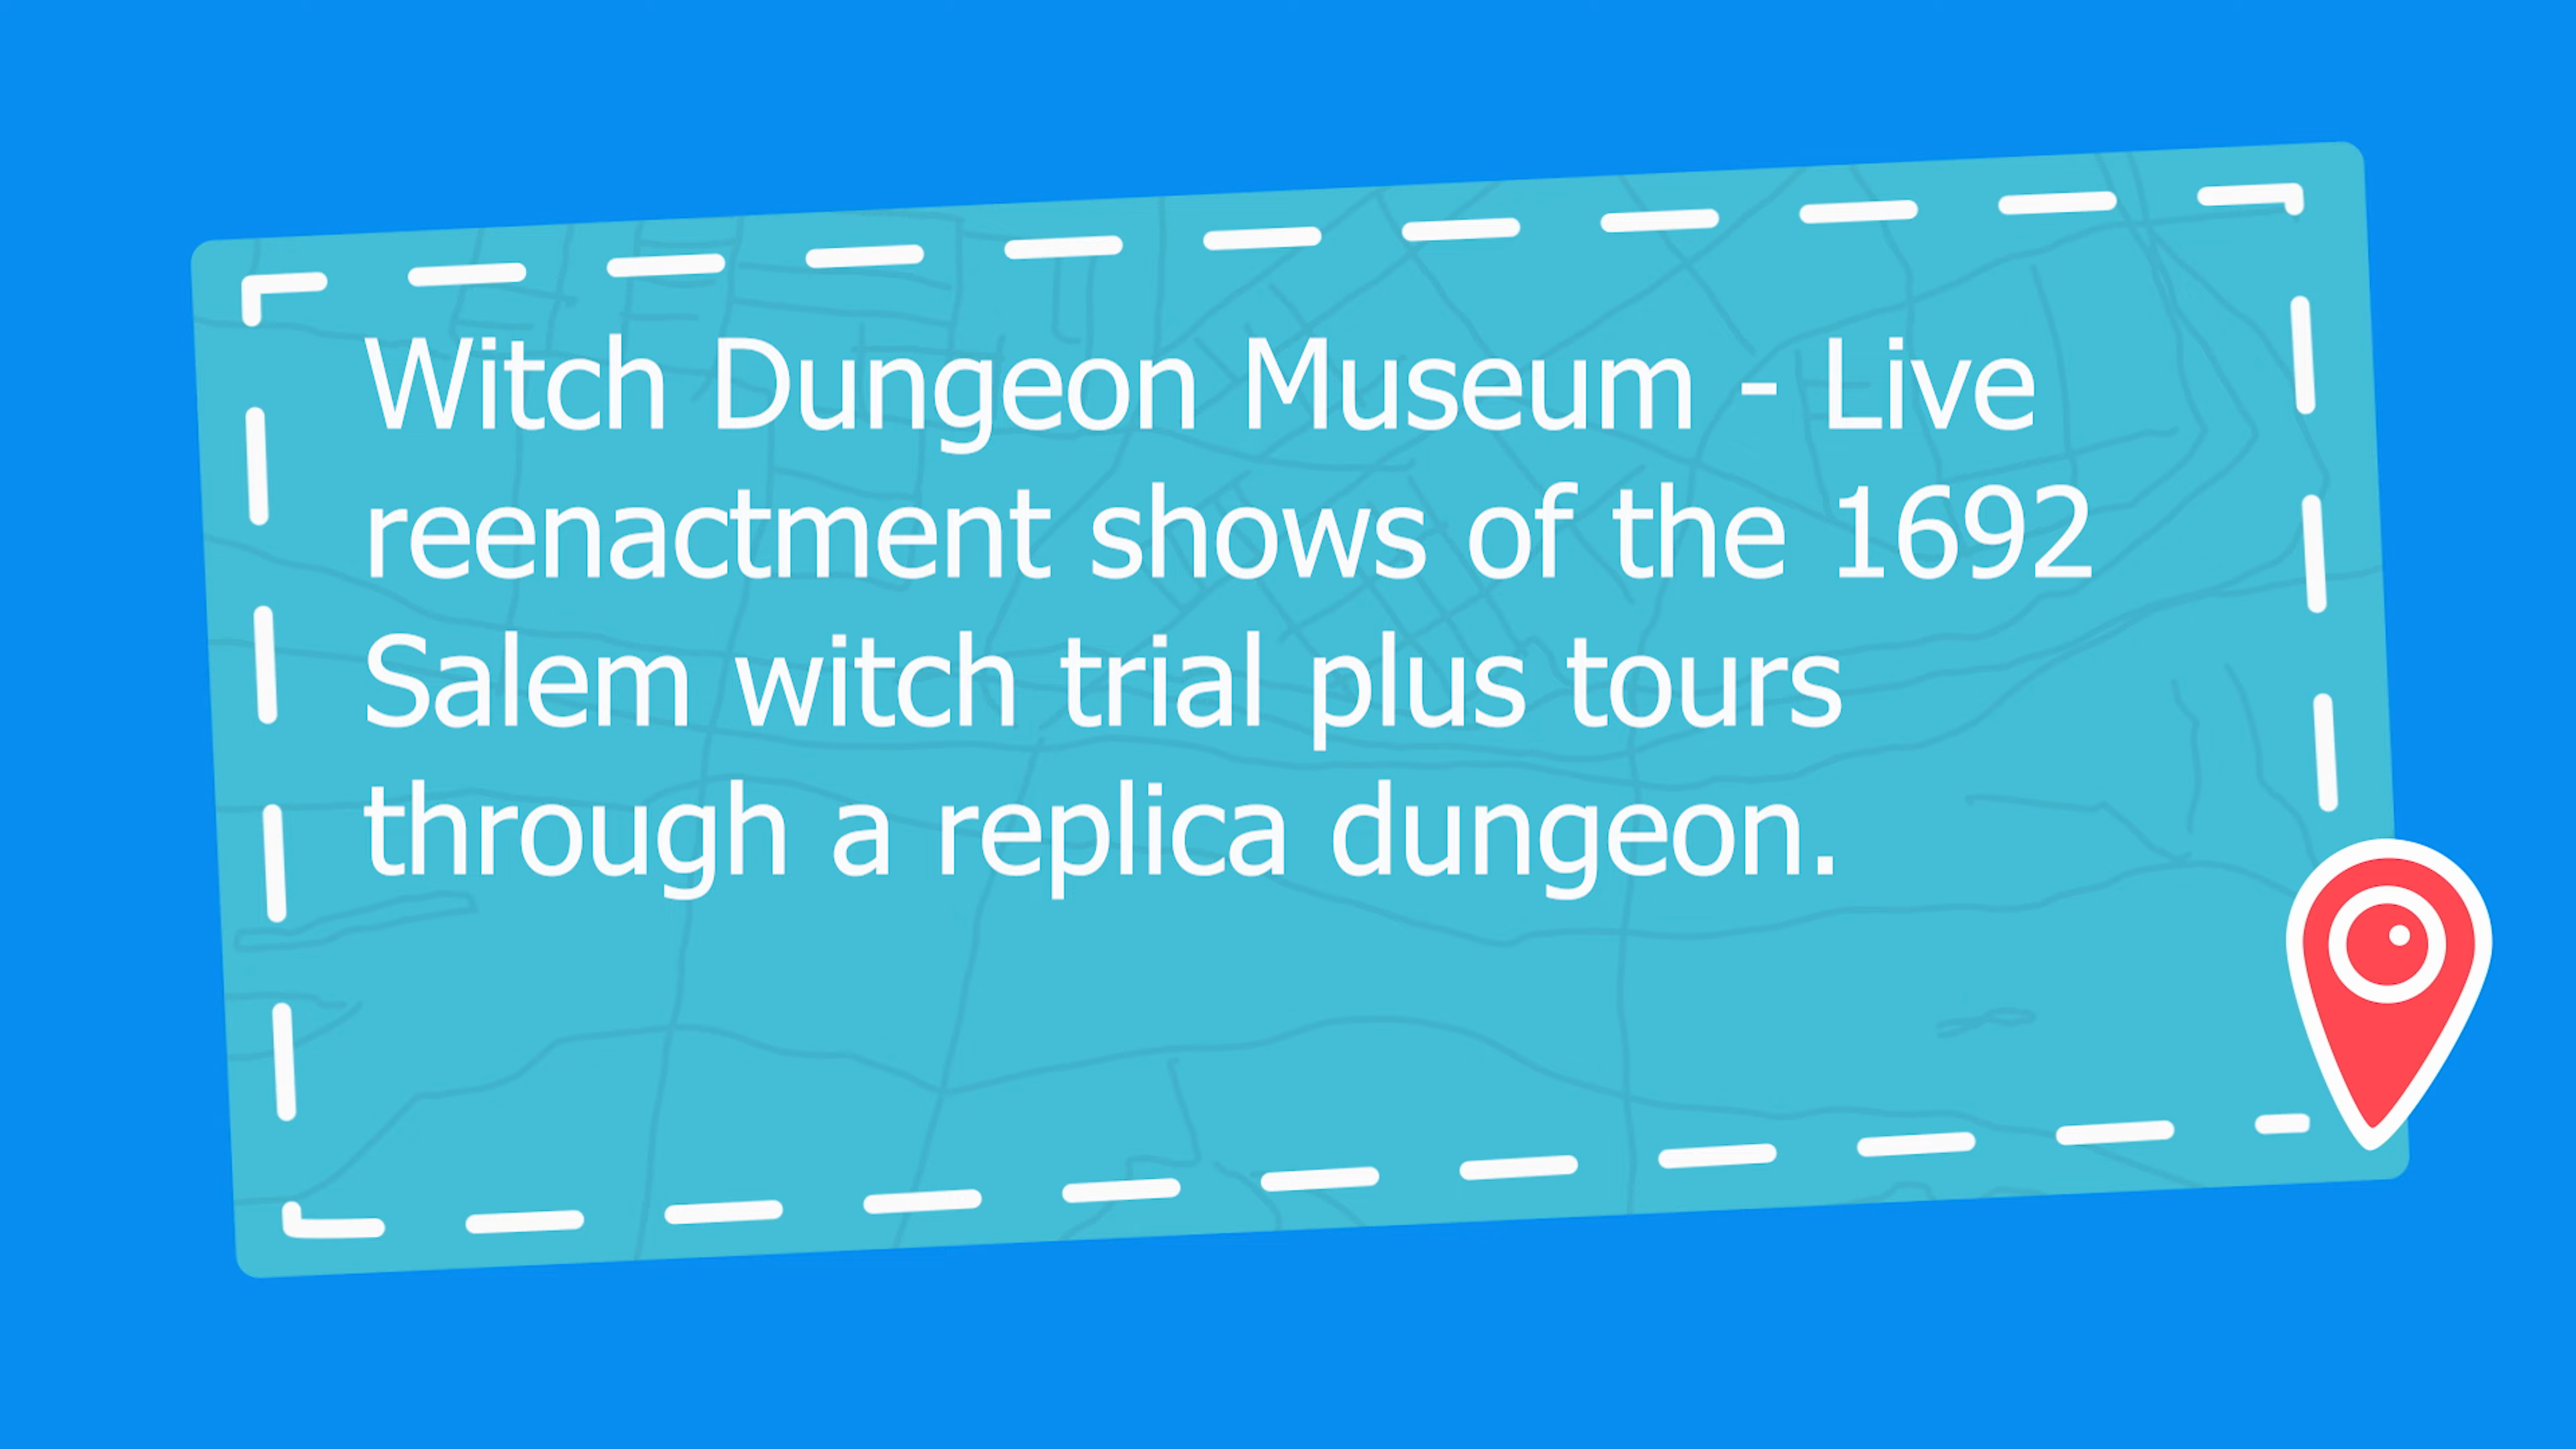 Witch Dungeon Museum - Live
reenactment shows of the 1692
Salem witch trial plus tours
through a replica dungeon.